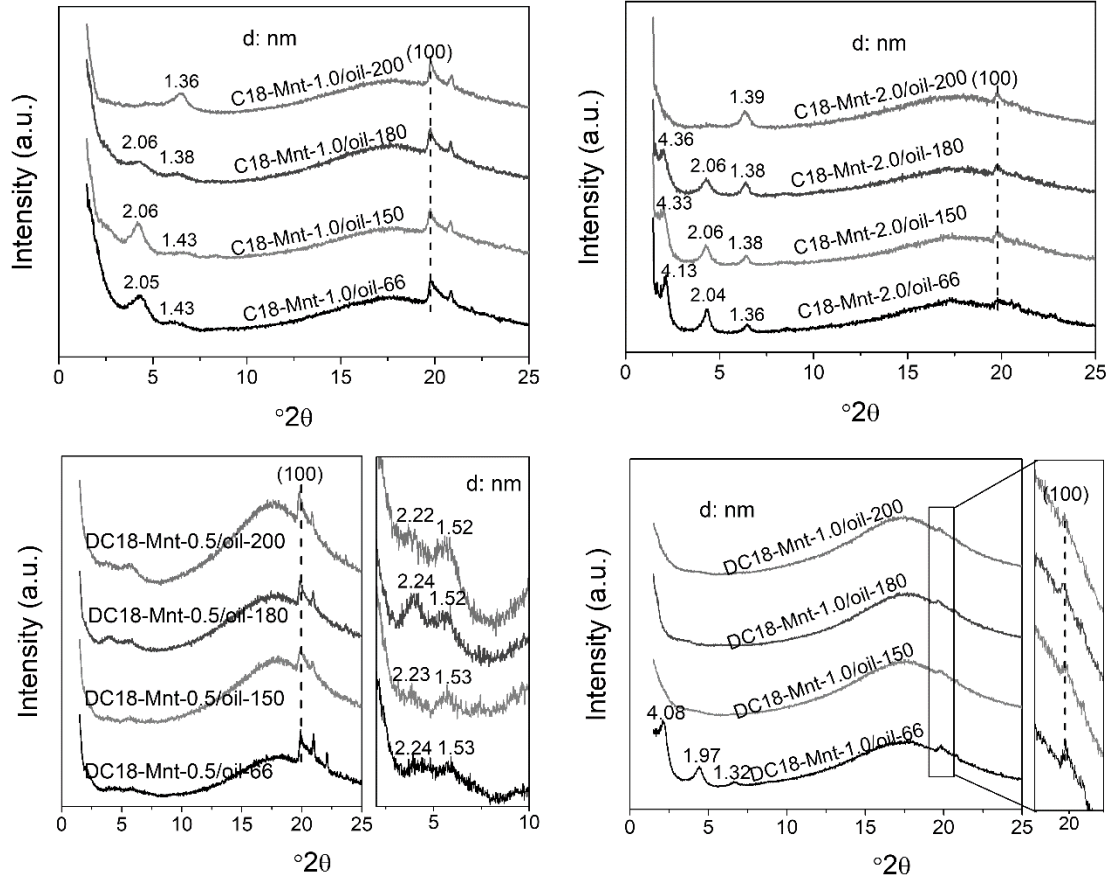 d: nm
(100)
1.36
C18-Mnt-1.0/oil-200
2.06
1.38
C18-Mnt-1.0/oil-180
2.06
1.43
C18-Mnt-1.0/oil-150
2.05
1.43
C18-Mnt-1.0/oil-66
Intensity (a.u.)
0 5 10 15 20 25
°2θ
d: nm
(100)
1.39
C18-Mnt-2.0/oil-200
4.36
2.06
1.38
C18-Mnt-2.0/oil-180
4.33
2.06
1.38
C18-Mnt-2.0/oil-150
4.13
2.04
1.36
C18-Mnt-2.0/oil-66
Intensity (a.u.)
0 5 10 15 20 25
°2θ
(100)
DC18-Mnt-0.5/oil-200
DC18-Mnt-0.5/oil-180
DC18-Mnt-0.5/oil-150
DC18-Mnt-0.5/oil-66
Intensity (a.u.)
0 5 10 15 20 25
d: nm
2.22 1.52
2.24 1.52
2.23 1.53
2.24 1.53
5 10
°2θ
d: nm
DC18-Mnt-1.0/oil-200
DC18-Mnt-1.0/oil-180
DC18-Mnt-1.0/oil-150
4.08
1.97
1.32
DC18-Mnt-1.0/oil-66
Intensity (a.u.)
0 5 10 15 20 25
(100)
20
°2θ